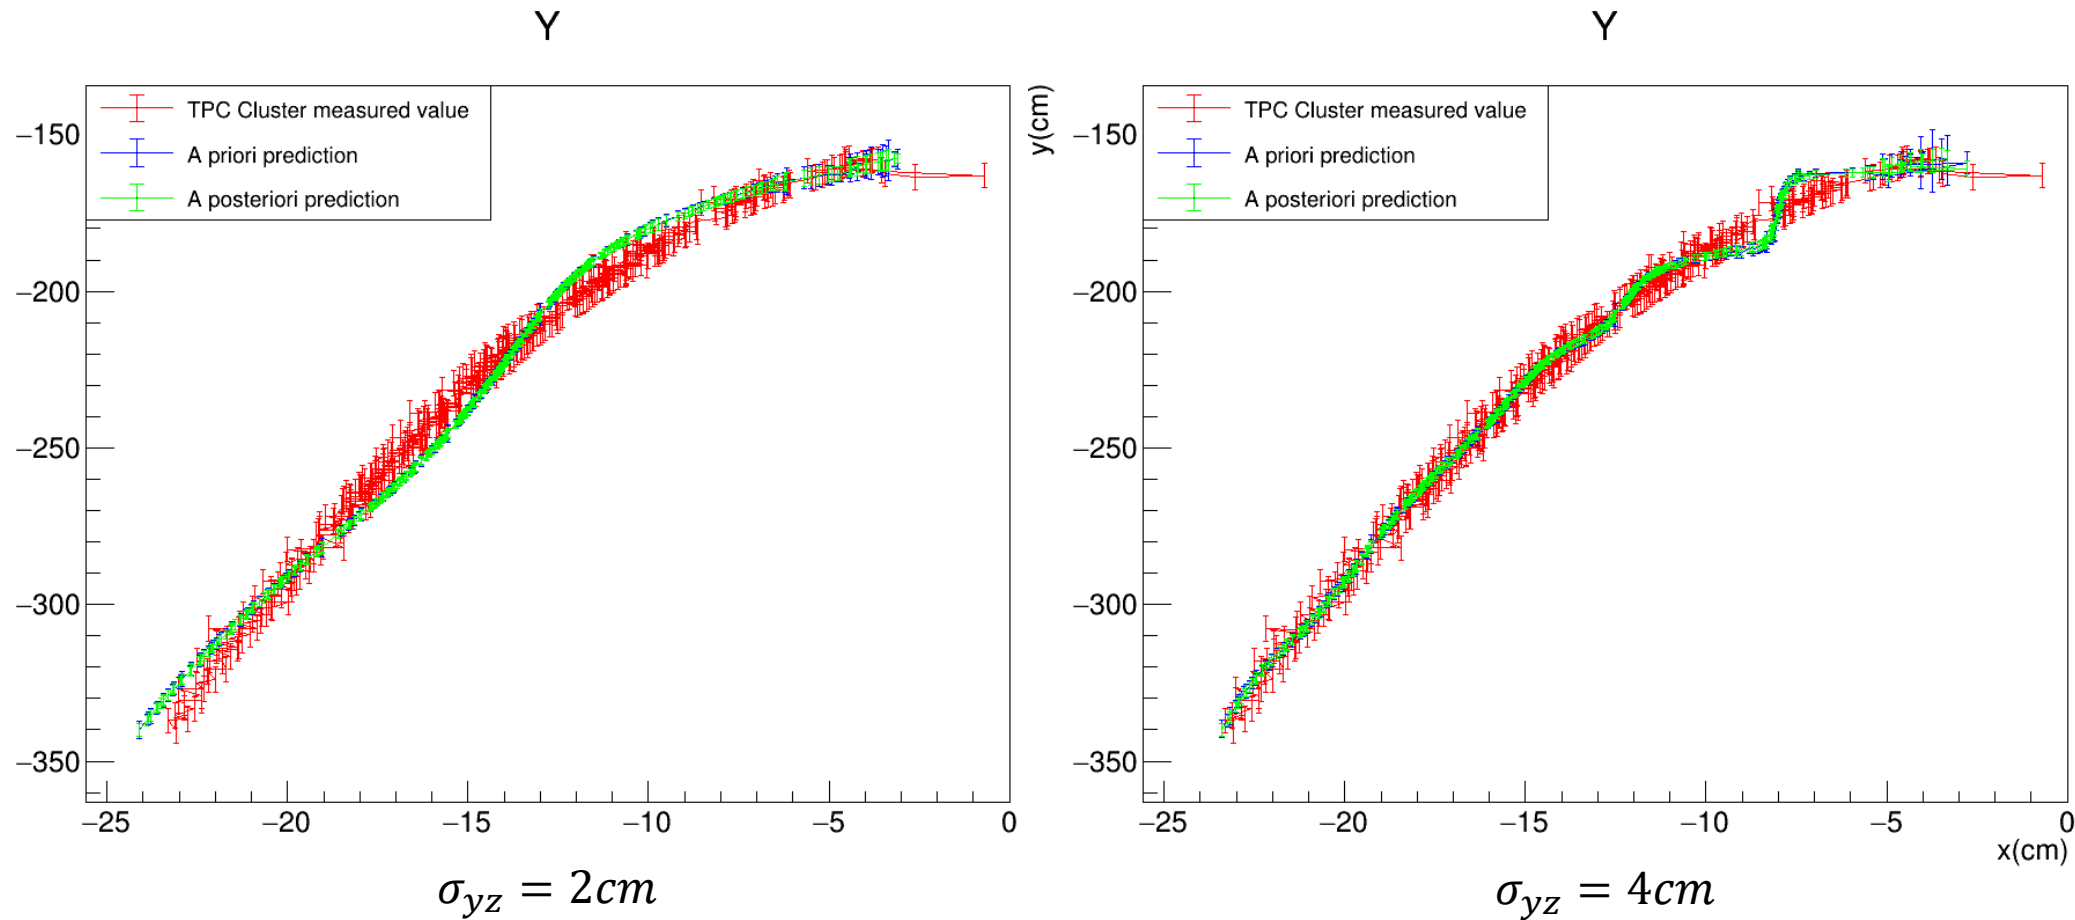 Y
TPC Cluster measured value
A priori prediction
A posteriori prediction
−150
−200
−250
−300
−350
−25 −20 −15 −10 −5 0
σyz = 2cm
Y
y(cm)
TPC Cluster measured value
A priori prediction
A posteriori prediction
−150
−200
−250
−300
−350
−25 −20 −15 −10 −5 0
x(cm)
σyz = 4cm